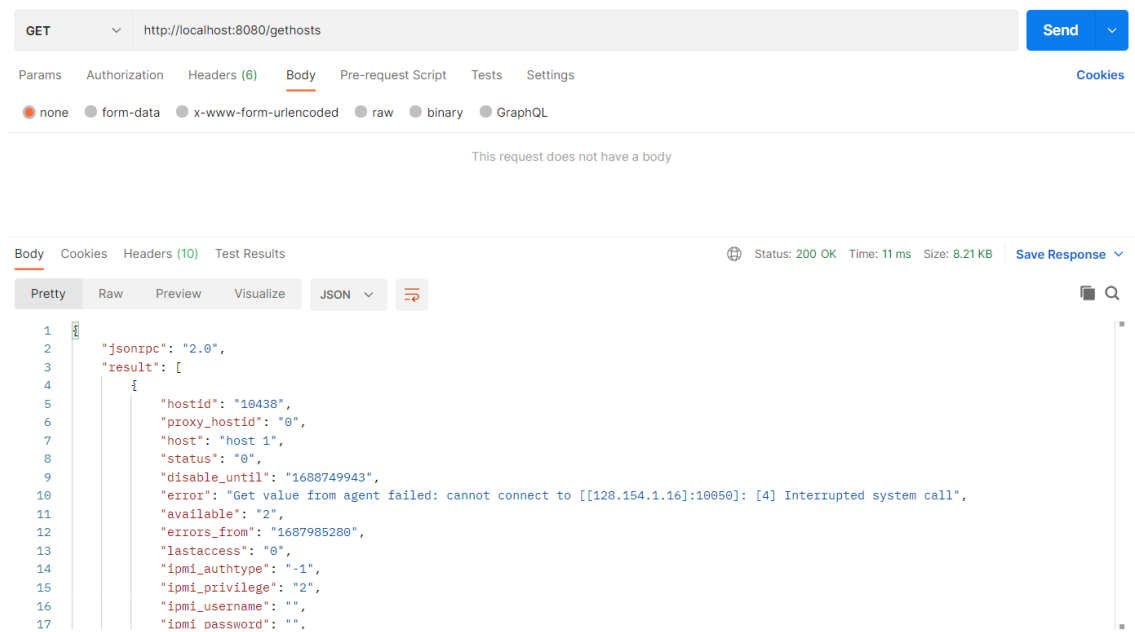 GET http://localhost:8080/gethosts Send
Params Authorization Headers (6) Body Pre-request Script Tests Settings Cookies
none form-data x-www-form-urlencoded raw binary GraphQL
This request does not have a body
Body Cookies Headers (10) Test Results Status: 200 OK Time: 11 ms Size: 8.21 KB Save Response
Pretty Raw Preview Visualize JSON
1 {
2 "jsonrpc": "2.0",
3 "result": [
4 {
5 "hostid": "10438",
6 "proxy_hostid": "0",
7 "host": "host 1",
8 "status": "0",
9 "disable_until": "1688749943",
10 "error": "Get value from agent failed: cannot connect to [[128.154.1.16]:10050]: [4] Interrupted system call",
11 "available": "2",
12 "errors_from": "1687985280",
13 "lastaccess": "0",
14 "ipmi_authtype": "-1",
15 "ipmi_privilege": "2",
16 "ipmi_username": "",
17 "ipmi_password": "",